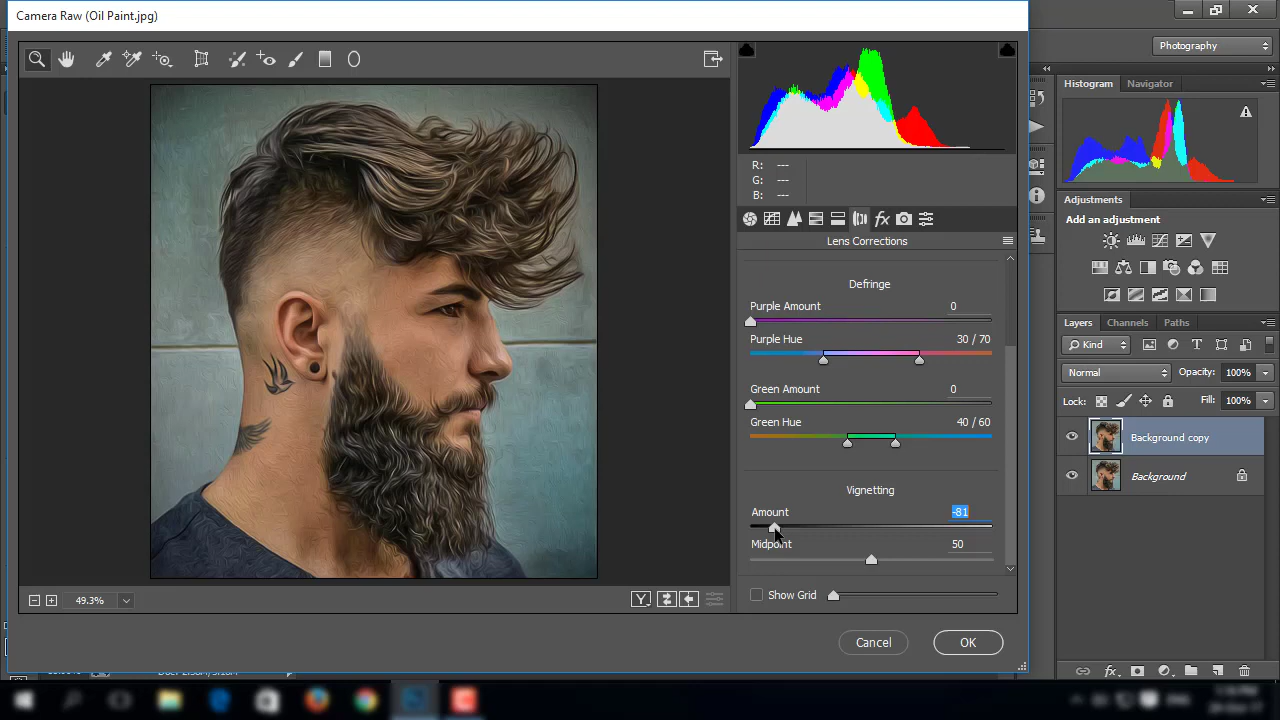 Camera Raw (Oil Paint.jpg)
Photography
Histogram
Navigator
R: ---
G: ---
B: ---
Adjustments
Add an adjustment
fx
Lens Corrections
Defringe
Purple Amount 0
Purple Hue 30 / 70
Green Amount 0
Green Hue 40 / 60
Vignetting
Amount -81
Midpoint 50
Show Grid
Layers Channels Paths
Kind
T
Normal Opacity: 100%
Lock: Fill: 100%
Background copy
Background
49.3%
Y
Cancel
OK
fx